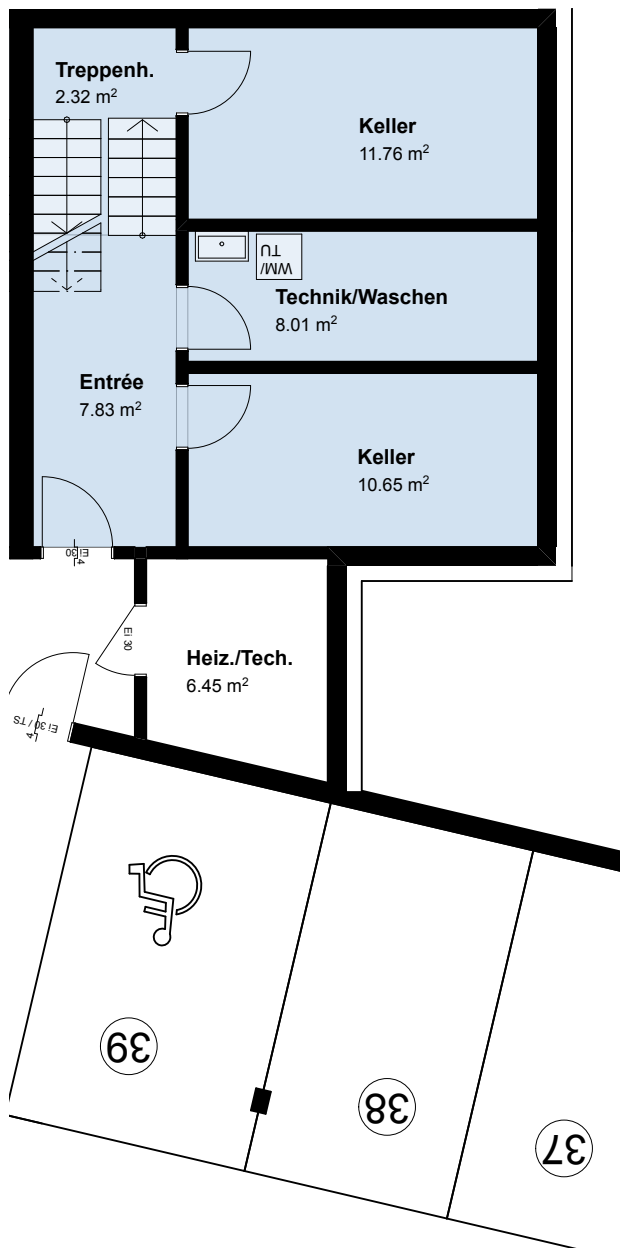 Treppenh.
2.32 m²
Keller
11.76 m²
WM/
TU
Technik/Waschen
8.01 m²
Entrée
7.83 m²
Keller
10.65 m²
Ei 30
4
Ei 30
Heiz./Tech.
6.45 m²
Ei 30 / TS
4
39
38
37